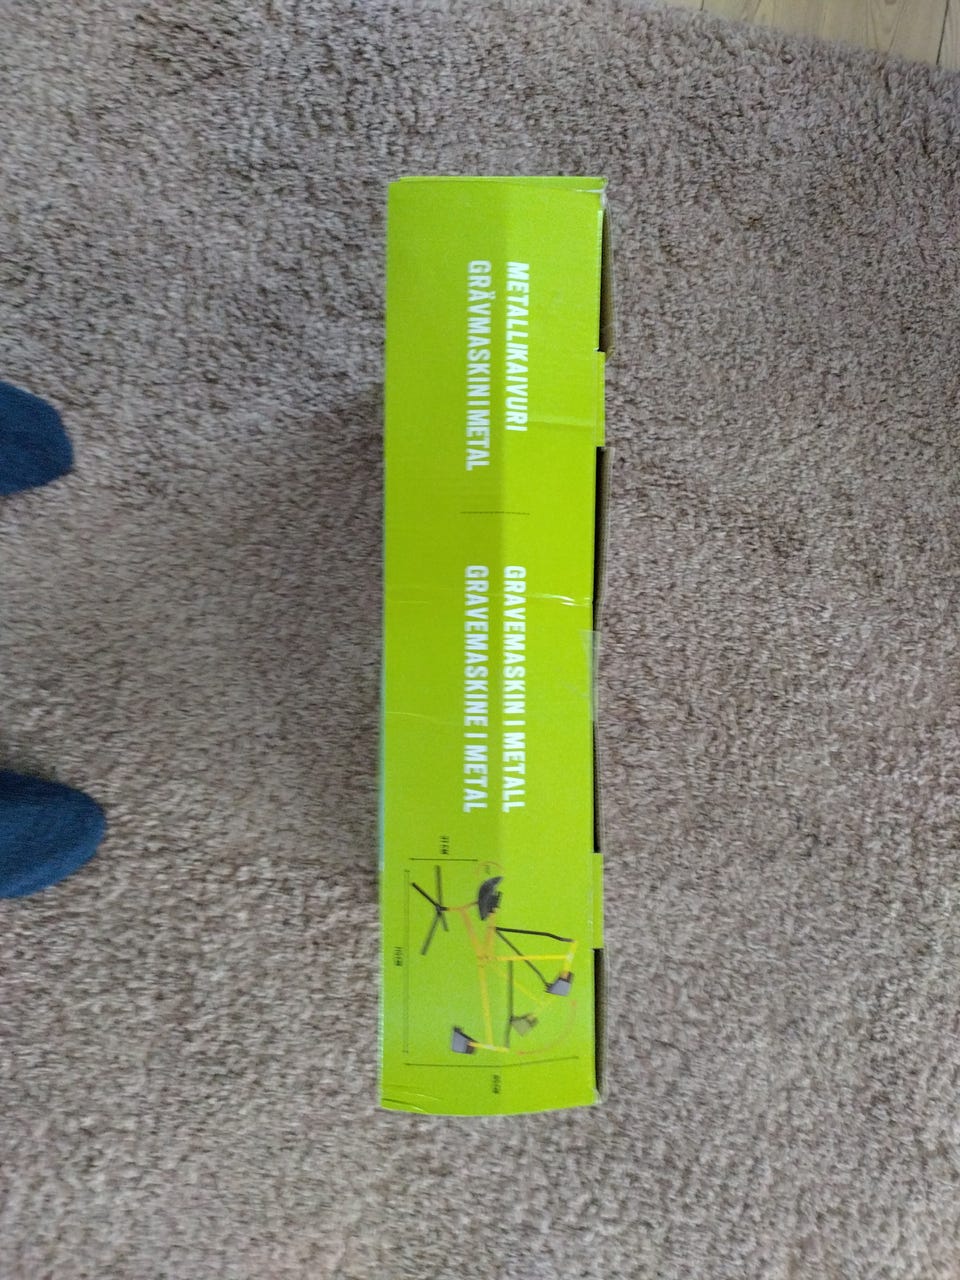 METALLIKAIVURI
GRÄVMASKIN I METAL
GRAVEMASKIN I METALL
GRAVEMASKINE I METAL